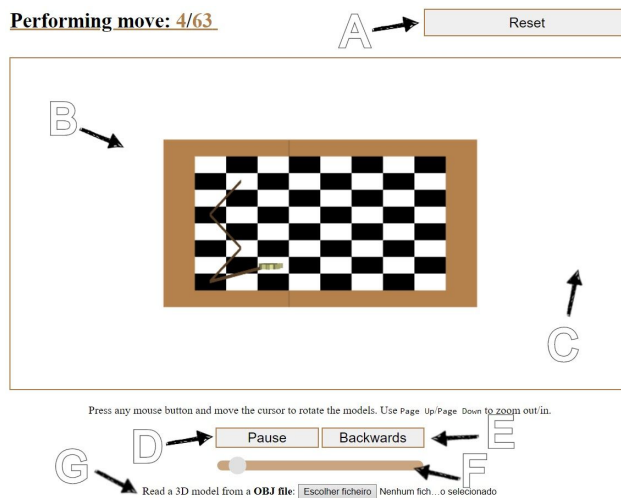 Performing move: 4/63
A
Reset
B
C
Press any mouse button and move the cursor to rotate the models. Use Page Up/Page Down to zoom out/in.
D
Pause
Backwards
E
F
G
Read a 3D model from a OBJ file: Escolher ficheiro Nenhum fich...o selecionado